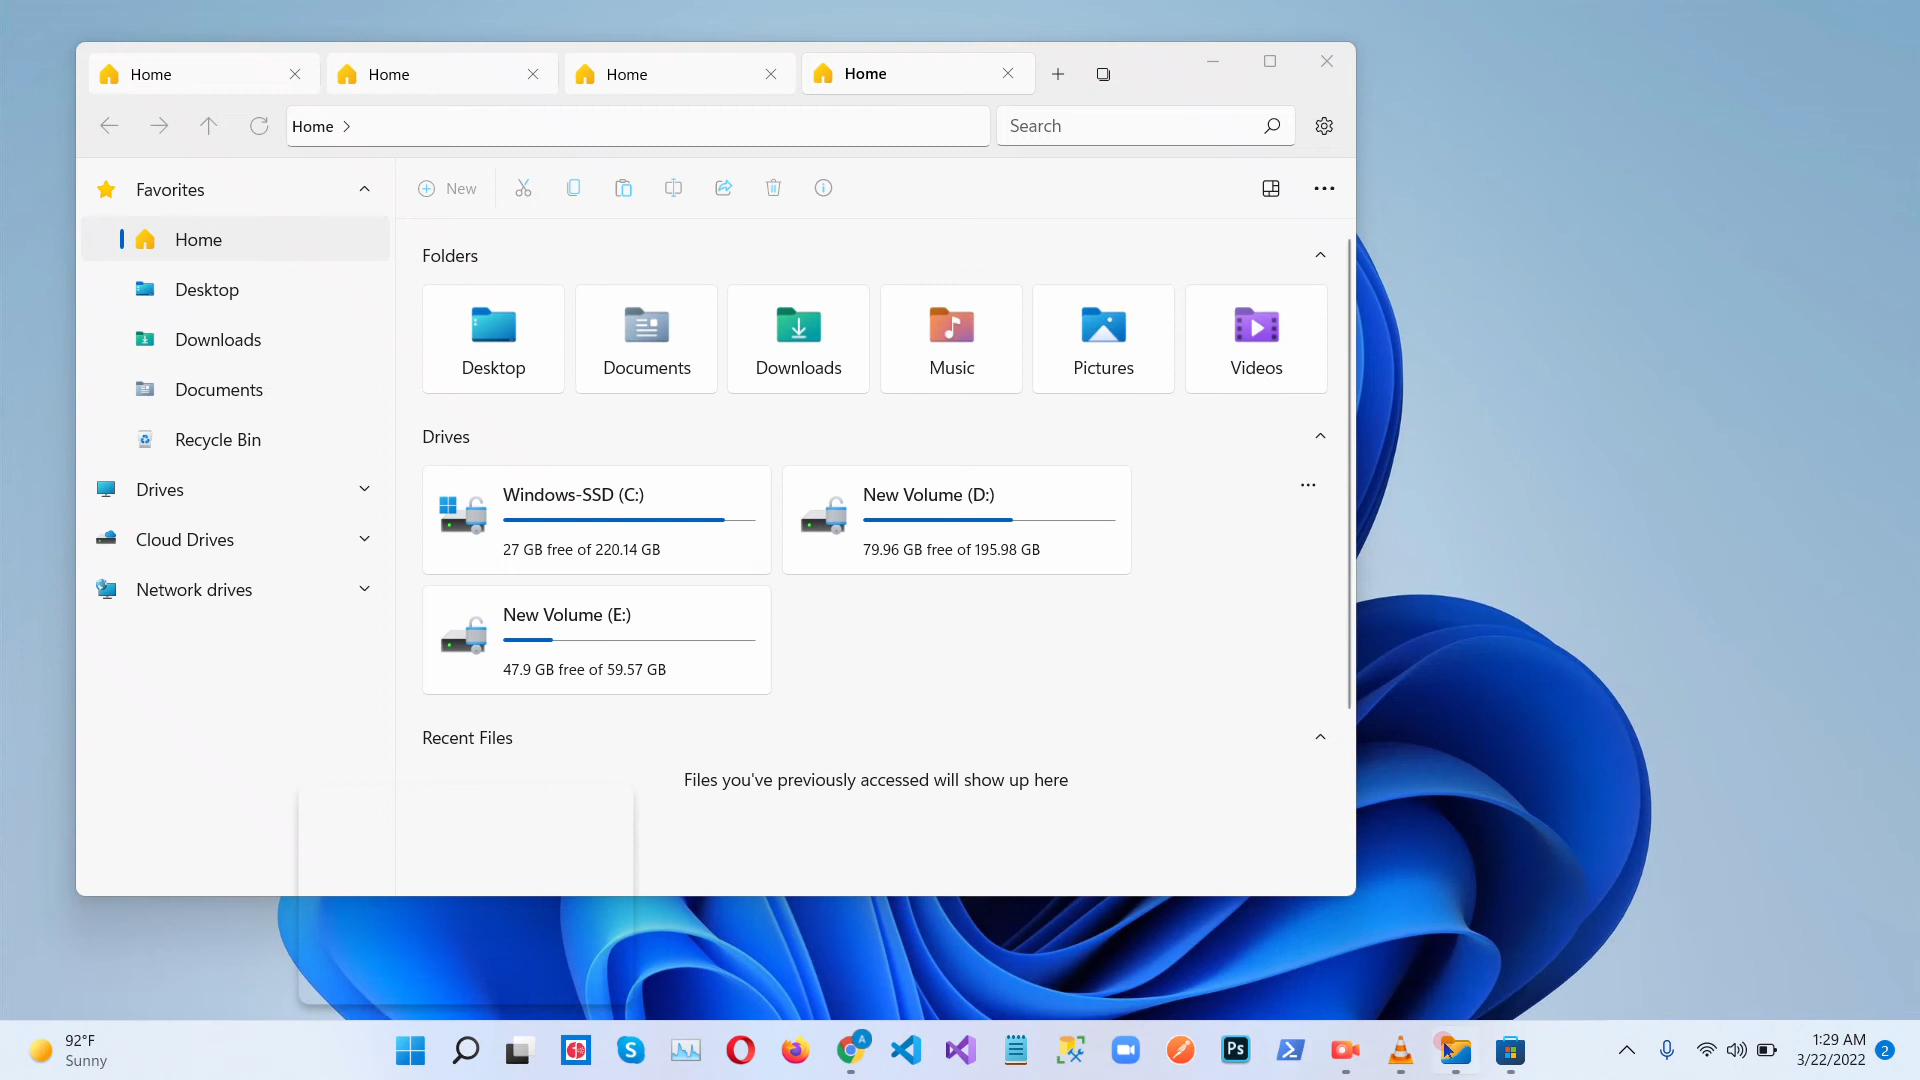 Home
Home
Home
Home
Home
Search
Favorites
New
Home
Desktop
Downloads
Documents
Recycle Bin
Drives
Cloud Drives
Network drives
Folders
Desktop
Documents
Downloads
Music
Pictures
Videos
Drives
Windows-SSD (C:)
27 GB free of 220.14 GB
New Volume (D:)
79.96 GB free of 195.98 GB
New Volume (E:)
47.9 GB free of 59.57 GB
Recent Files
Files you've previously accessed will show up here
92°F
Sunny
S
A
Ps
1:29 AM
3/22/2022
2